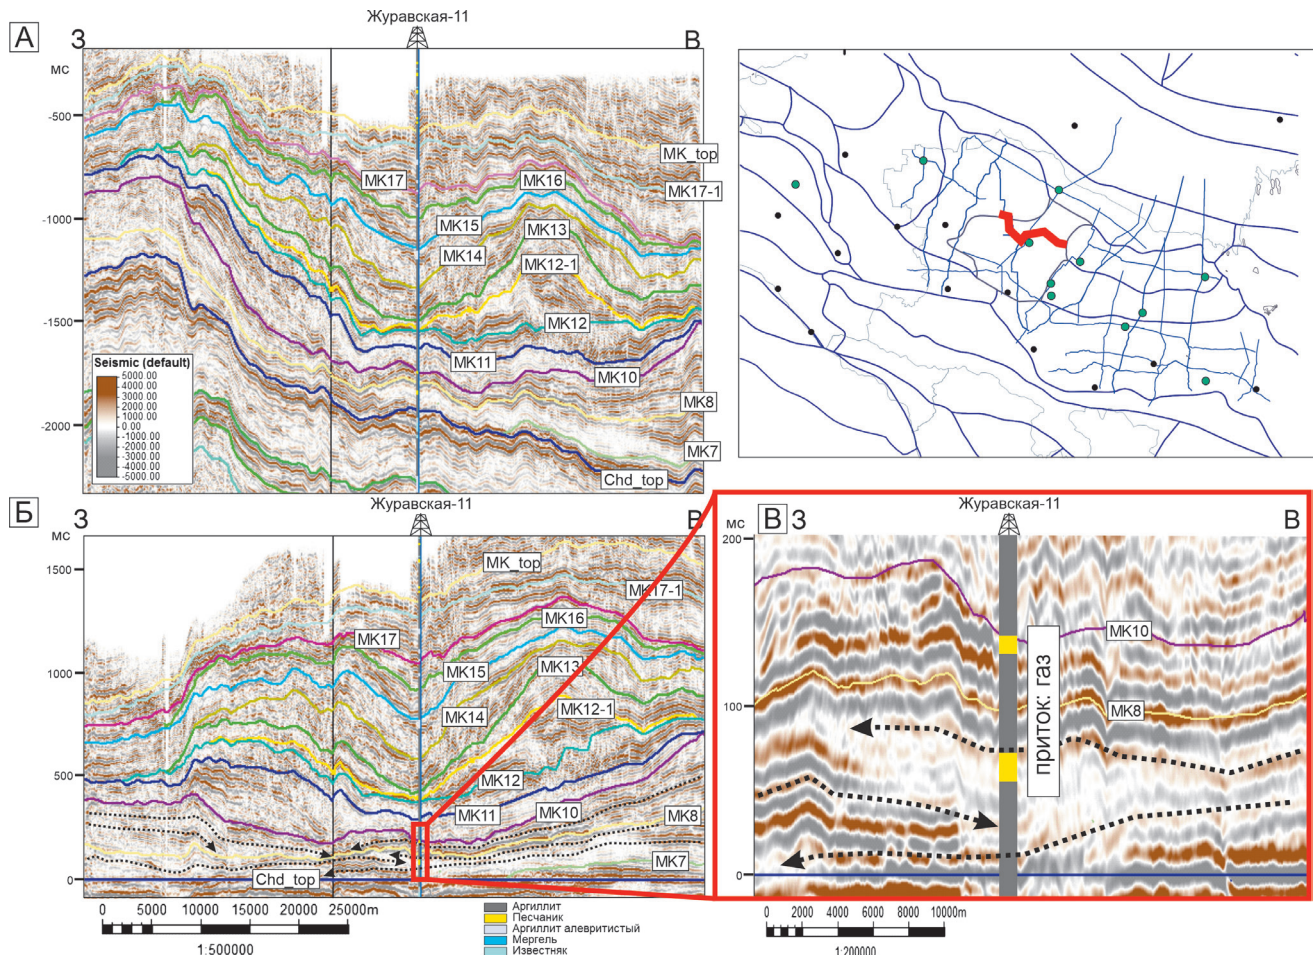 Журавская-11
А
З
В
мс
-500
-1000
-1500
-2000
MK_top
MK17-1
MK17
MK16
MK15
MK14
MK13
MK12-1
MK12
MK11
MK10
MK8
MK7
Chd_top
Seismic (default)
5000 00
4000 00
3000 00
2000 00
1000 00
0 00
-1000 00
-2000 00
-3000 00
-4000 00
-5000 00
Журавская-11
Б
З
В
мс
1500
1000
500
0
MK_top
MK17-1
MK17
MK16
MK15
MK14
MK13
MK12-1
MK12
MK11
MK10
MK8
MK7
Chd_top
0 5000 10000 15000 20000 25000m
1:500000
Аргиллит
Песчаник
Аргиллит алевритистый
Мергель
Известняк
Журавская-11
В
З
В
мс
200
100
0
MK10
MK8
приток: газ
0 2000 4000 6000 8000 10000m
1:200000